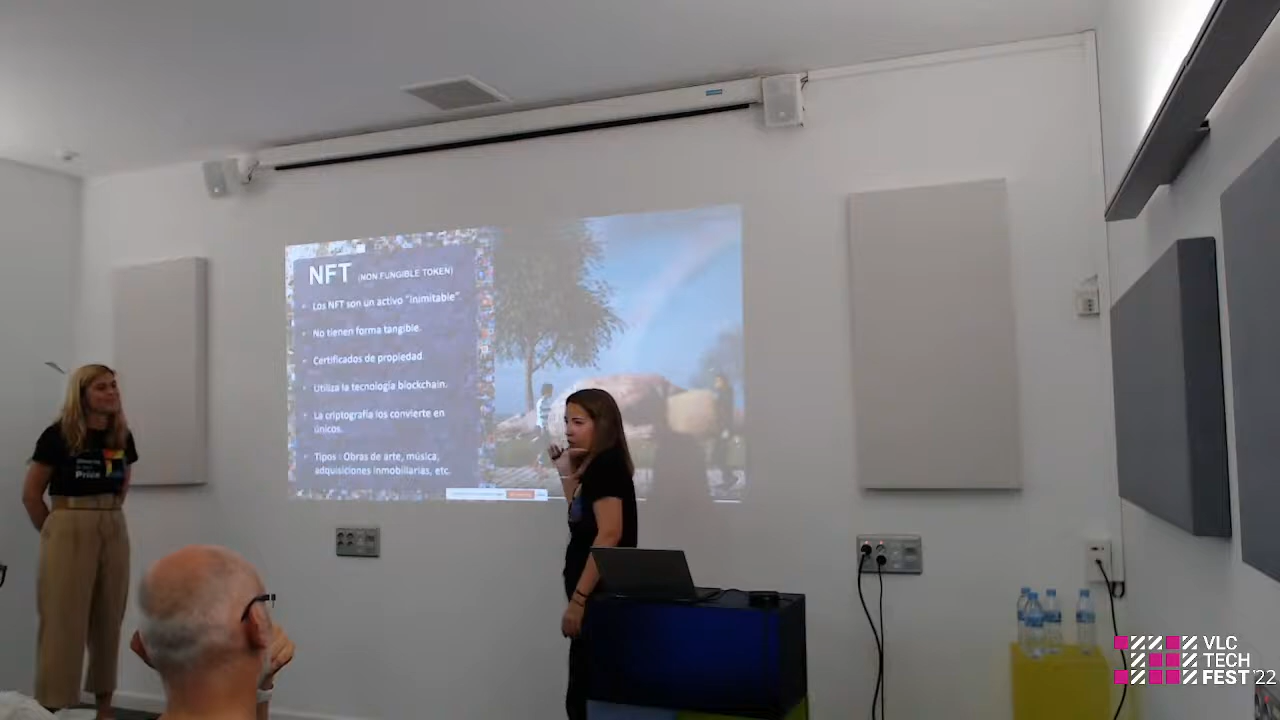 NFT (NON FUNGIBLE TOKEN)
• Los NFT son un activo "inimitable".
• No tienen forma tangible.
• Certificados de propiedad.
• Utiliza la tecnología blockchain.
• La criptografía los convierte en
únicos.
• Tipos : Obras de arte, música,
adquisiciones inmobiliarias, etc.
Pride
VLC
TECH
FEST'22